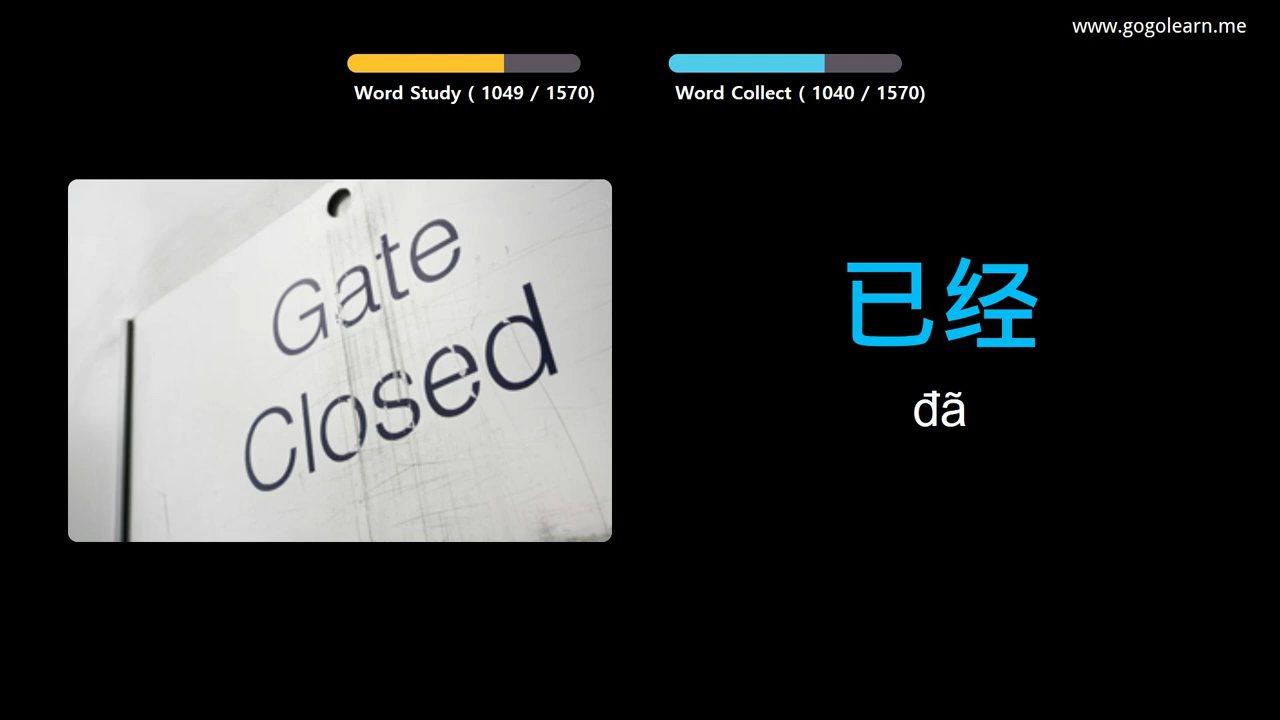 www.gogolearn.me
Word Study ( 1049 / 1570)
Word Collect ( 1040 / 1570)
Gate
Closed
已经
đã